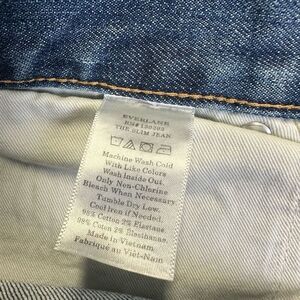 EVERLANE
THE SLIM JEAN
Machine Wash Cold
With Like Colors
Wash Inside Out.
Only Non-Chlorine
Bleach When Necessary
Tumble Dry Low.
Cool Iron if Needed.
98% Cotton 2% Elastane
98% Coton 2% Élasthanne.
Made in Vietnam
Fabriqué au Viêt-Nam